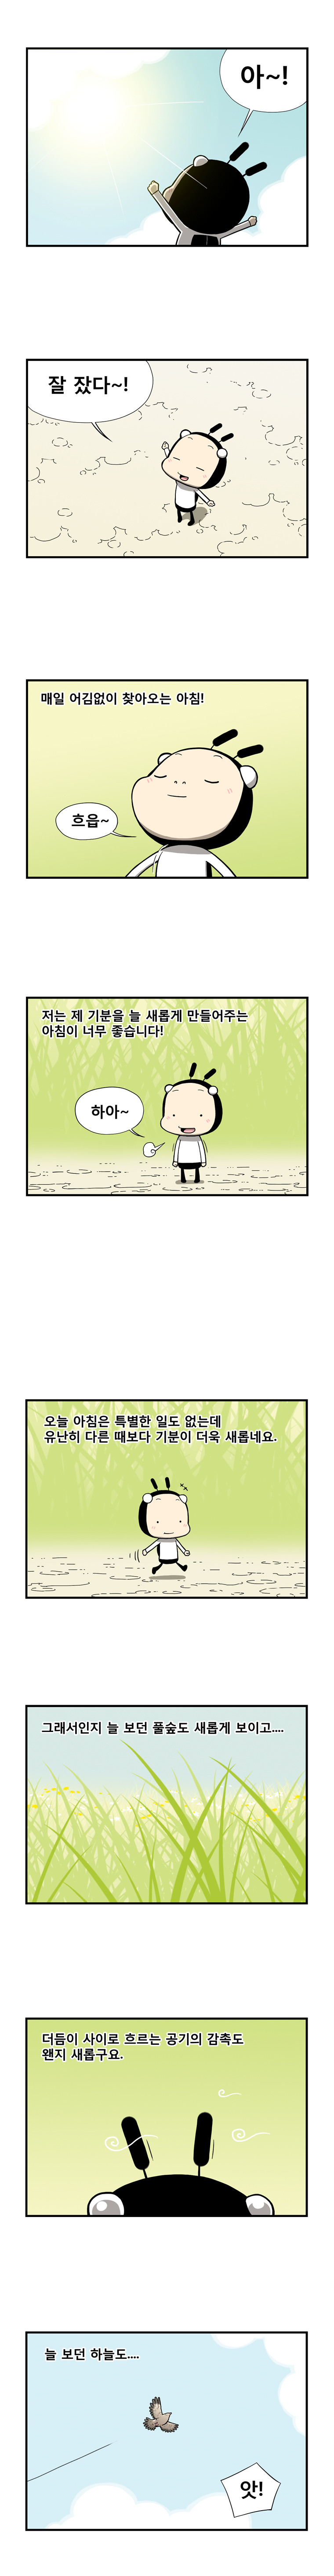 아~!
잘 잤다~!
매일 어김없이 찾아오는 아침!
흐읍~
저는 제 기분을 늘 새롭게 만들어주는
아침이 너무 좋습니다!
하아~
오늘 아침은 특별한 일도 없는데
유난히 다른 때보다 기분이 더욱 새롭네요.
그래서인지 늘 보던 풀숲도 새롭게 보이고....
더듬이 사이로 흐르는 공기의 감촉도
왠지 새롭구요.
늘 보던 하늘도....
앗!